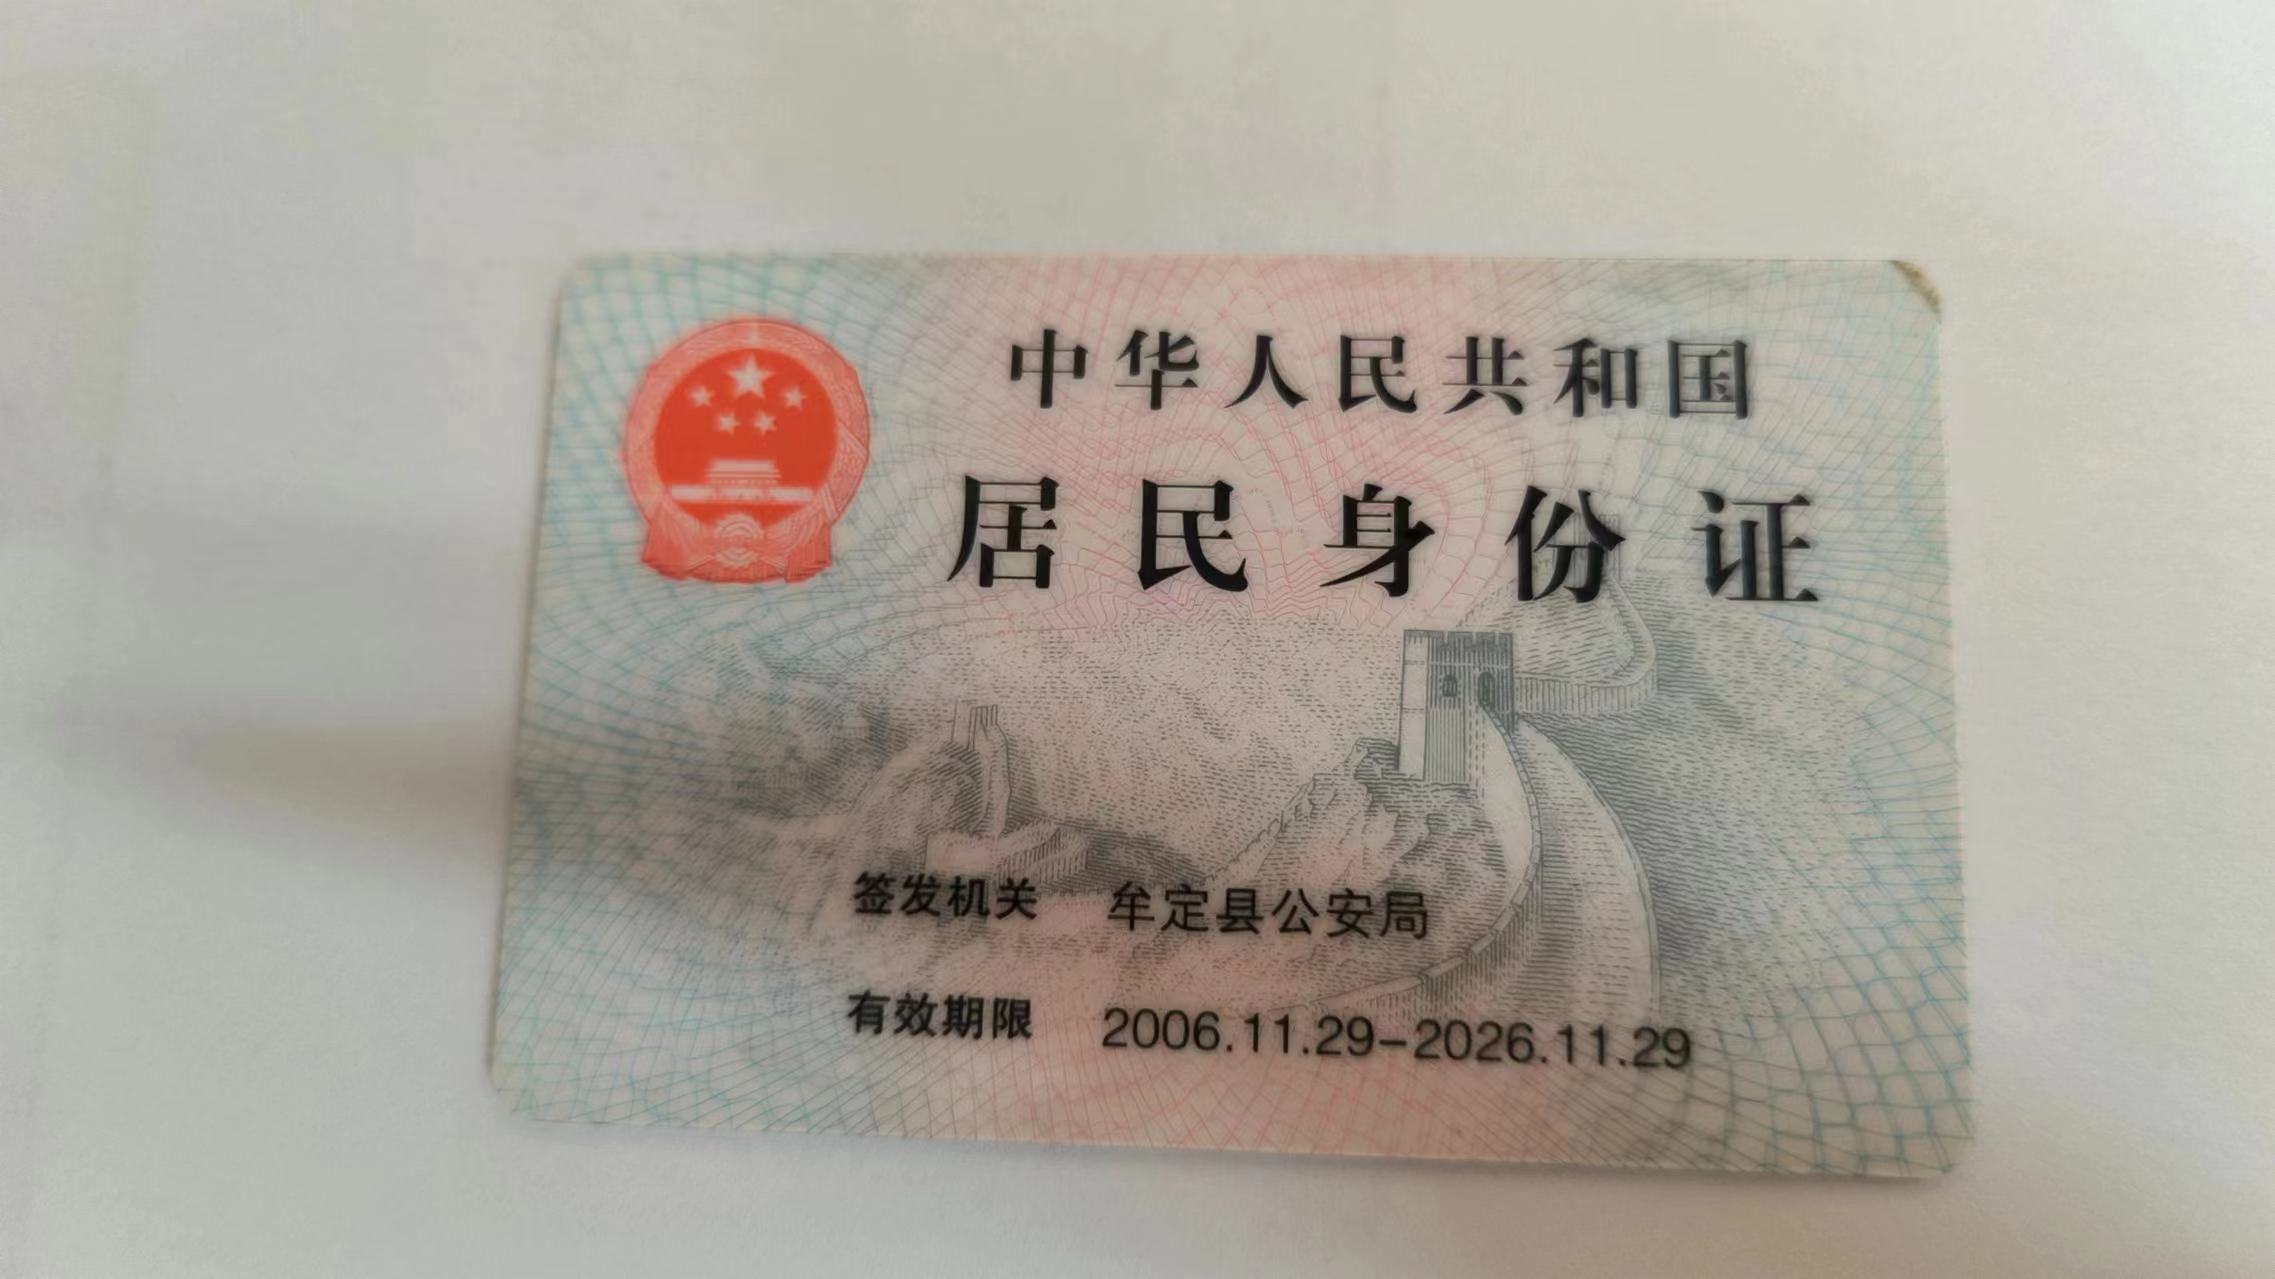 中华人民共和国
居民身份证
签发机关 牟定县公安局
有效期限 2006.11.29-2026.11.29